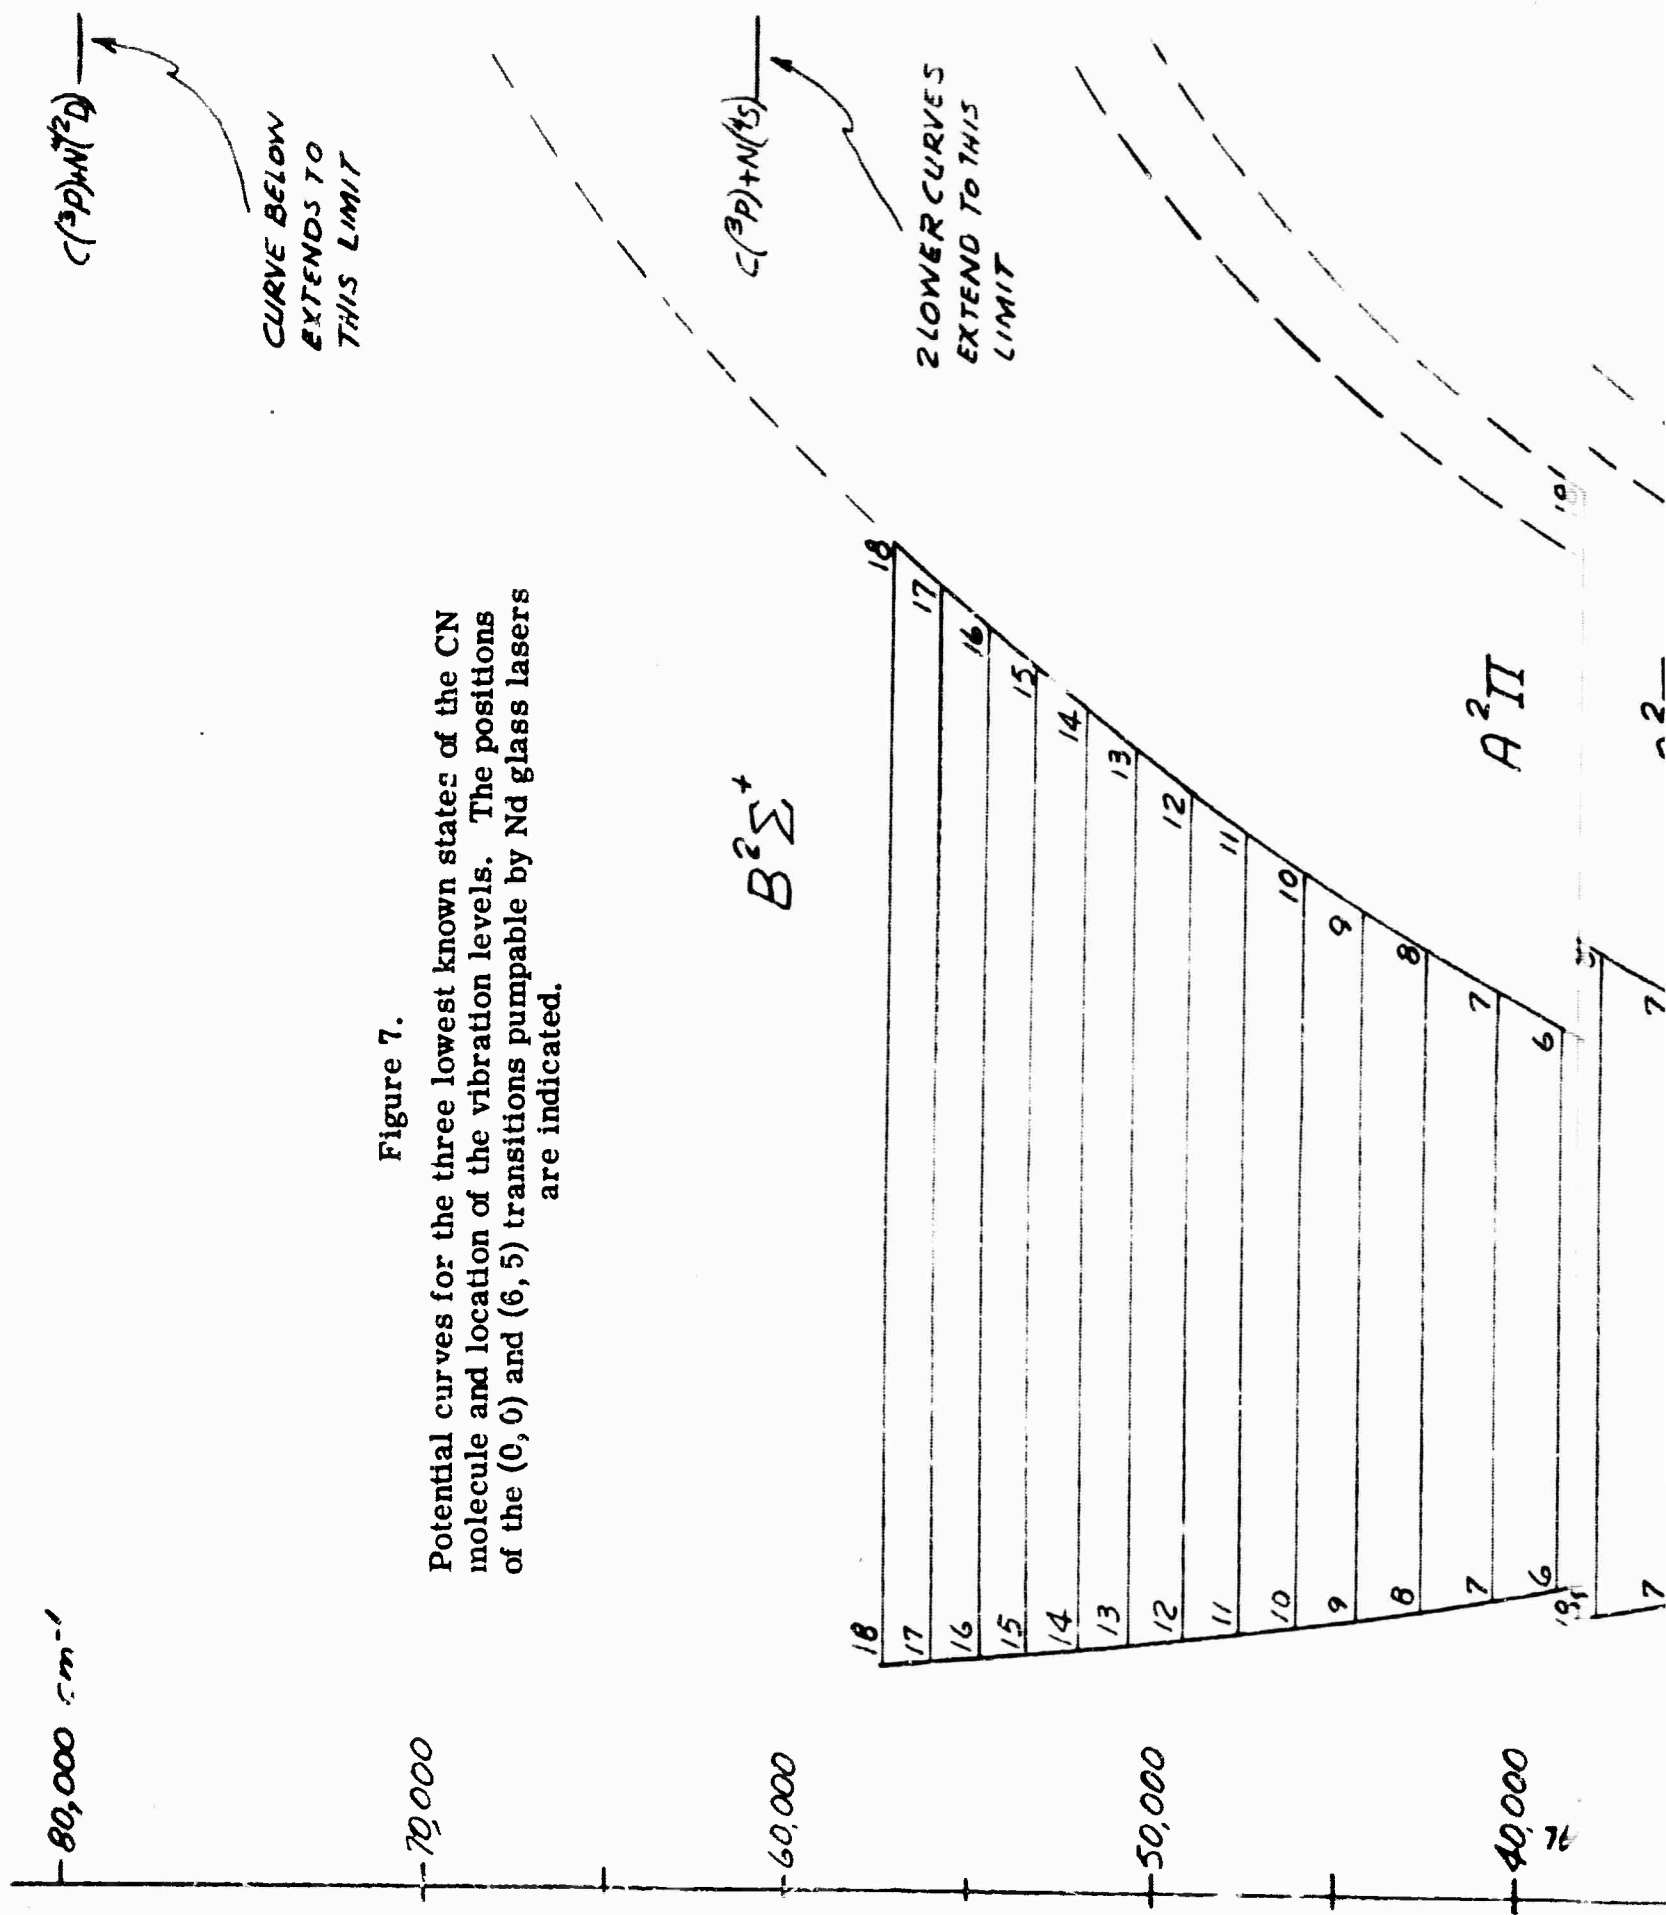 80,000 cm⁻¹
C(³P)+N(²D)
CURVE BELOW
EXTENDS TO
THIS LIMIT
Figure 7.
Potential curves for the three lowest known states of the CN
molecule and location of the vibration levels. The positions
of the (0, 0) and (6, 5) transitions pumpable by Nd glass lasers
are indicated.
70,000
60,000
C(³P)+N(⁴S)
2 LOWER CURVES
EXTEND TO THIS
LIMIT
B²Σ⁺
18 18
17 17
16 16
15 15
14 14
13 13
50,000
12 12
11 11
10 10
9 9
8 8
7 7
40,000
A²Π
6 6
10
7 7